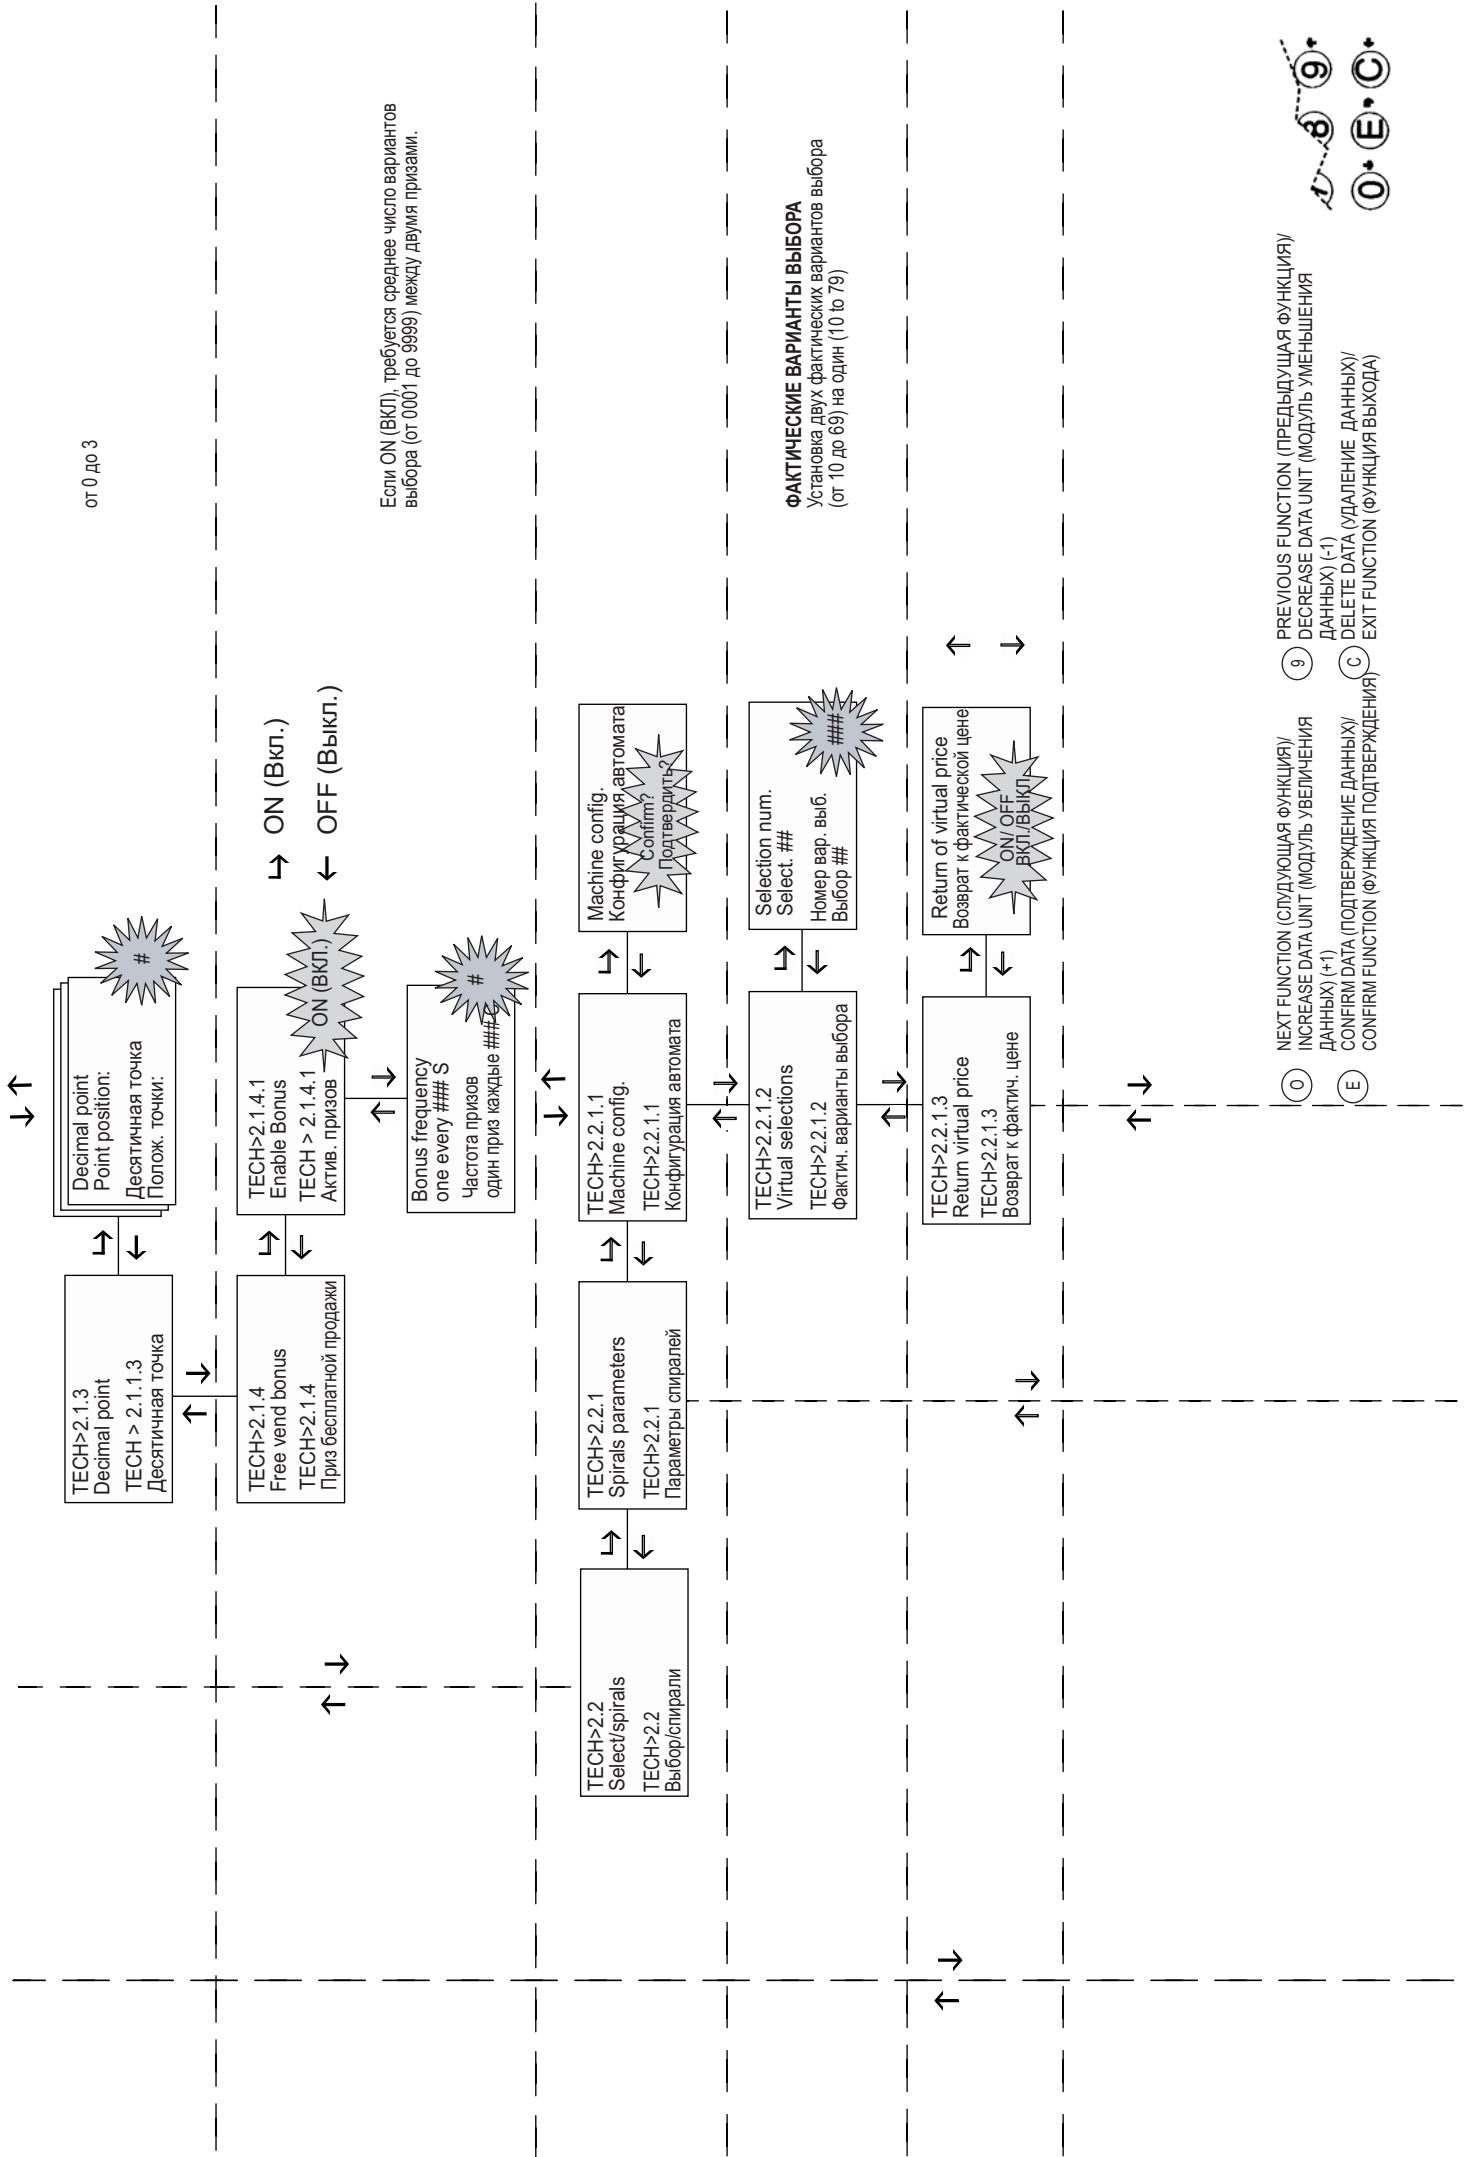 TECH>2.1.3
Decimal point
TECH > 2.1.1.3
Десятичная точка
Decimal point
Point position:
Десятичная точка
Полож. точки:
#
от 0 до 3
TECH>2.1.4
Free vend bonus
TECH>2.1.4
Приз бесплатной продажи
TECH>2.1.4.1
Enable Bonus
TECH > 2.1.4.1
Актив. призов
ON (ВКЛ.)
ON (Вкл.)
OFF (Выкл.)
Bonus frequency
one every ### S
Частота призов
один приз каждые ###
#
Если ON (ВКЛ), требуется среднее число вариантов
выбора (от 0001 до 9999) между двумя призами.
TECH>2.2
Select/spirals
TECH>2.2
Выбор/спирали
TECH>2.2.1
Spirals parameters
TECH>2.2.1
Параметры спиралей
TECH>2.2.1.1
Machine config.
TECH>2.2.1.1
Конфигурация автомата
Machine config.
Конфигурация автомата
Confirm?
Подтвердить?
TECH>2.2.1.2
Virtual selections
TECH>2.2.1.2
Фактич. варианты выбора
Selection num.
Select. ##
Номер вар. выб.
Выбор ##
###
ФАКТИЧЕСКИЕ ВАРИАНТЫ ВЫБОРА
Установка двух фактических вариантов выбора
(от 10 до 69) на один (10 to 79)
TECH>2.2.1.3
Return virtual price
TECH>2.2.1.3
Возврат к фактич. цене
Return of virtual price
Возврат к фактической цене
ON/ OFF
ВКЛ./ВЫКЛ
0 NEXT FUNCTION (СЛУДУЮЩАЯ ФУНКЦИЯ)/
INCREASE DATA UNIT (МОДУЛЬ УВЕЛИЧЕНИЯ
ДАННЫХ) (+1)
E CONFIRM DATA (ПОДТВЕРЖДЕНИЕ ДАННЫХ)/
CONFIRM FUNCTION (ФУНКЦИЯ ПОДТВЕРЖДЕНИЯ)
9 PREVIOUS FUNCTION (ПРЕДЫДУЩАЯ ФУНКЦИЯ)/
DECREASE DATA UNIT (МОДУЛЬ УМЕНЬШЕНИЯ
ДАННЫХ) (-1)
C DELETE DATA (УДАЛЕНИЕ ДАННЫХ)/
EXIT FUNCTION (ФУНКЦИЯ ВЫХОДА)
8 9
0 E C